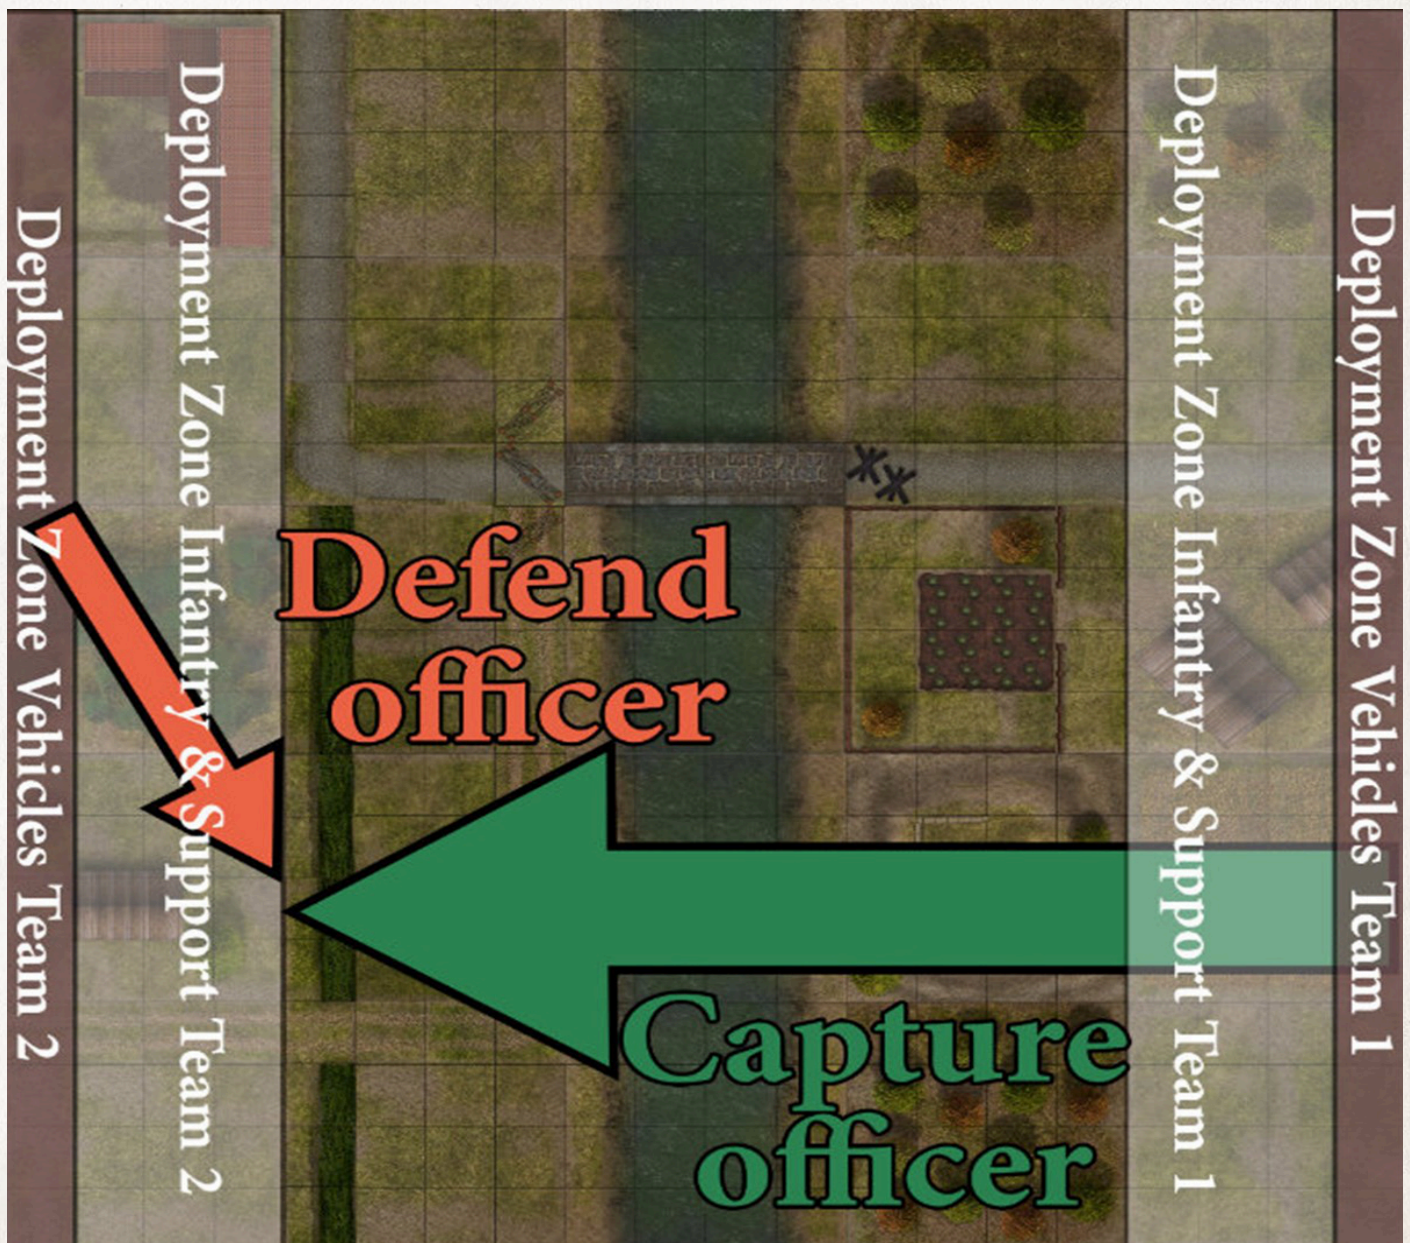 Deployment Zone Vehicles Team 2
Deployment Zone Infantry & Support Team 2
Defend
officer
Capture
officer
Deployment Zone Infantry & Support Team 1
Deployment Zone Vehicles Team 1